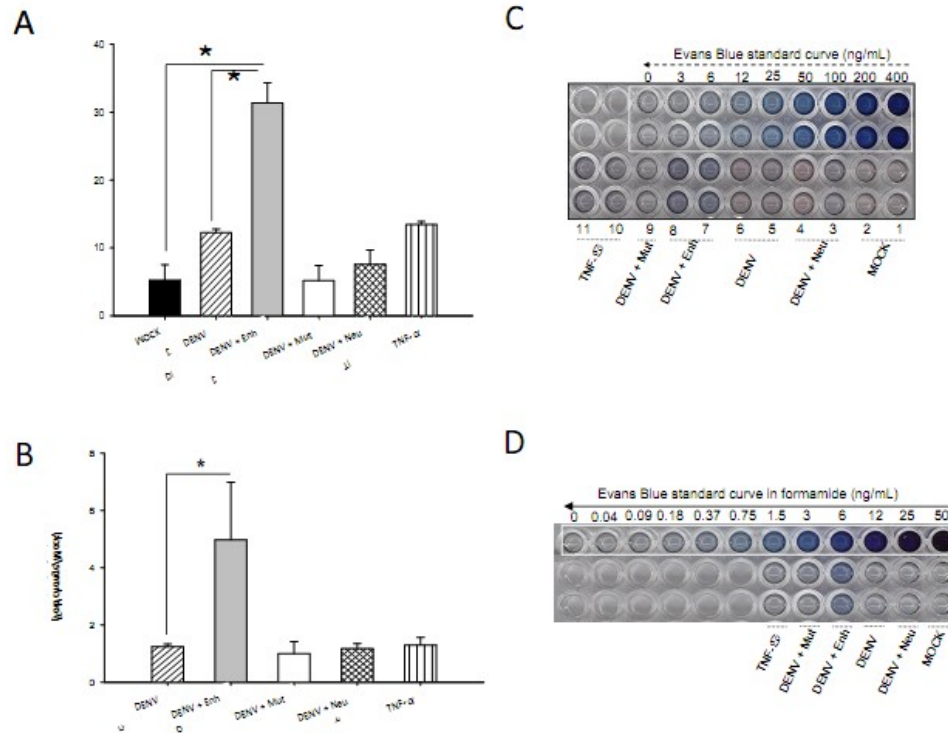 A
40
30
20
10
0
*
*
MOCK
DENV
DENV + Enh
DENV + Mut
DENV + Neu
TNF-α
B
8
6
4
2
0
*
DENV
DENV + Enh
DENV + Mut
DENV + Neu
TNF-α
C
Evans Blue standard curve (ng/mL)
0 3 6 12 25 50 100 200 400
11 10 9 8 7 6 5 4 3 2 1
TNF-
DENV + Mut
DENV + Enh
DENV
DENV + Neu
MOCK
D
Evans Blue standard curve in formamide (ng/mL)
0 0.04 0.09 0.18 0.37 0.75 1.5 3 6 12 25 50
TNF-
DENV + Mut
DENV + Enh
DENV
DENV + Neu
MOCK